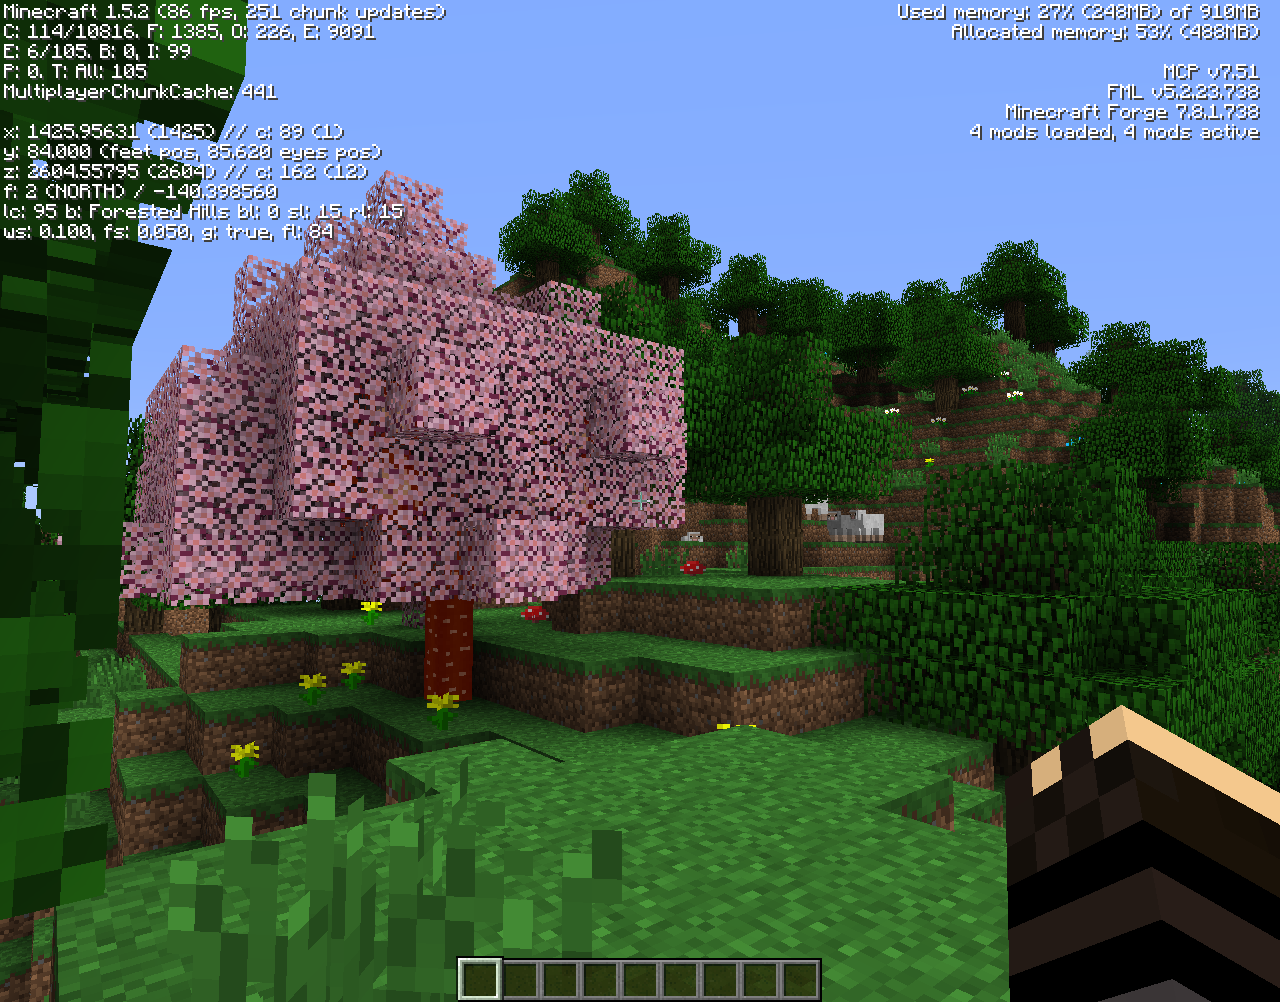 Minecraft 1.5.2 (86 fps, 251 chunk updates)
C: 114/10816. F: 1385, O: 226, E: 9091
E: 6/105. B: 0, I: 99
P: 0. T: All: 105
MultiplayerChunkCache: 441
x: 1425.95631 (1425) // c: 89 (1)
y: 84.000 (feet pos, 85.620 eyes pos)
z: 2604.55795 (2604) // c: 162 (12)
f: 2 (NORTH) / -140.398560
lc: 95 b: Forested Hills bl: 0 sl: 15 rl: 15
ws: 0.100, fs: 0.050, g: true, fl: 84
Used memory: 27% (248MB) of 910MB
Allocated memory: 53% (488MB)
MCP v7.51
FML v5.2.23.738
Minecraft Forge 7.8.1.738
4 mods loaded, 4 mods active